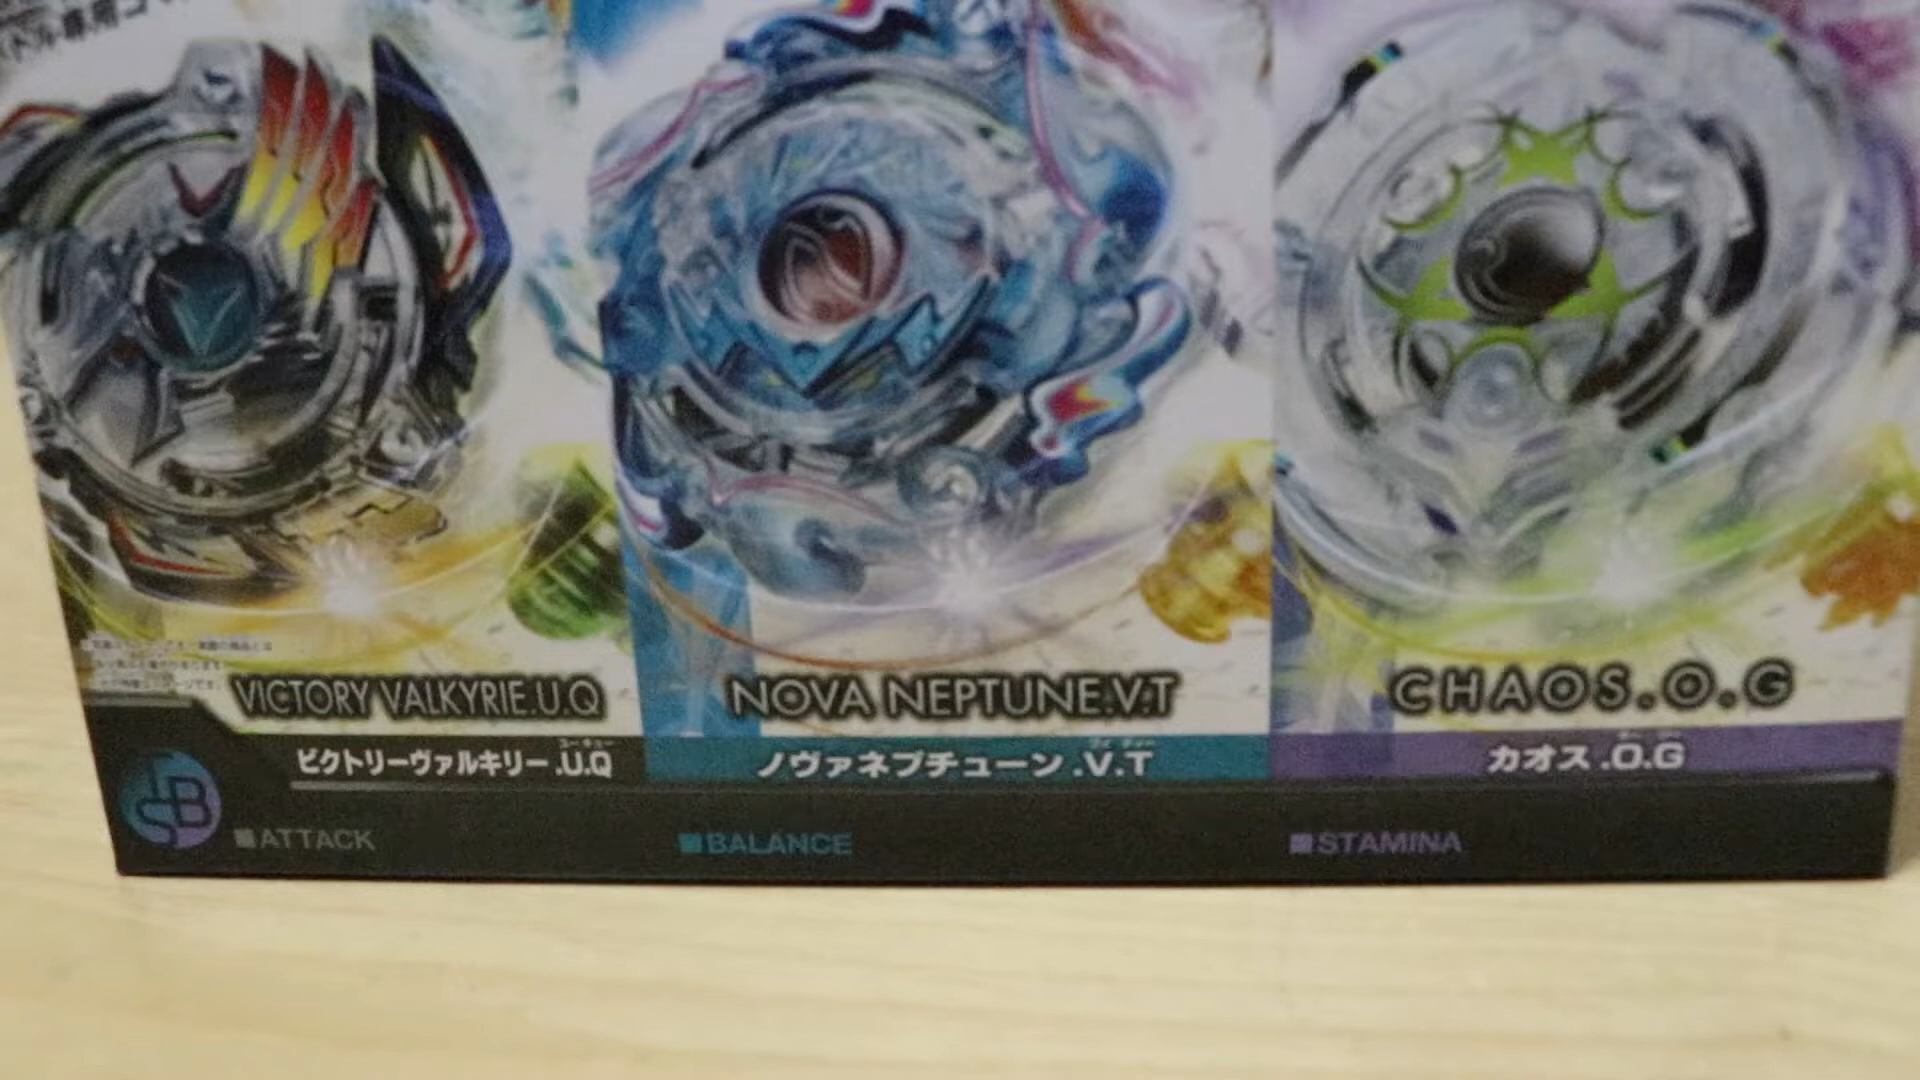 VICTORY VALKYRIE.U.Q
NOVA NEPTUNE.V.T
CHAOS.O.G
ビクトリーヴァルキリー.U.Q
ノヴァネプチューン.V.T
カオス.O.G
■ATTACK
■BALANCE
■STAMINA